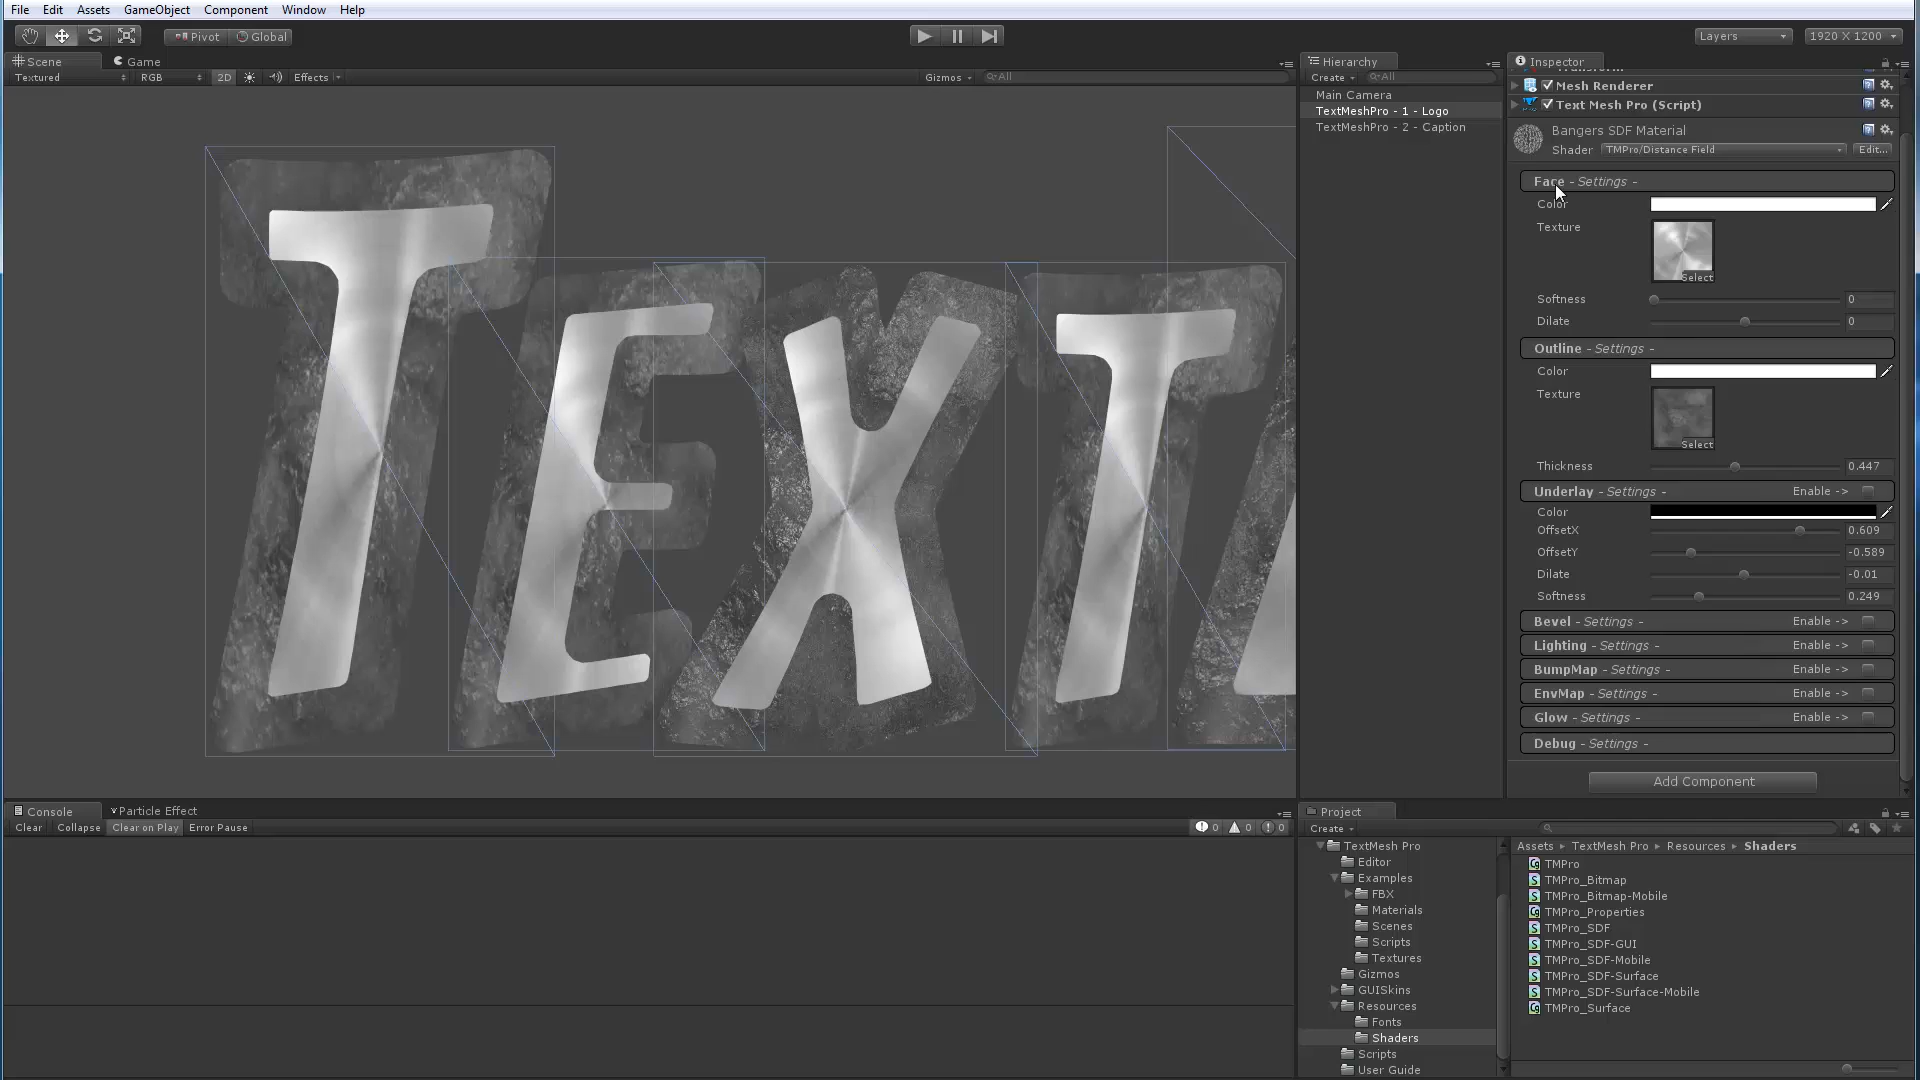 File Edit Assets GameObject Component Window Help
Pivot Global Layers 1920 X 1200
Scene Game
Textured RGB 2D Effects Gizmos All
TEXT
Hierarchy
Create All
Main Camera
TextMeshPro - 1 - Logo
TextMeshPro - 2 - Caption
Inspector
Mesh Renderer
Text Mesh Pro (Script)
Bangers SDF Material
Shader TMPro/Distance Field Edit...
Face - Settings -
Color
Texture
Select
Softness 0
Dilate 0
Outline - Settings -
Color
Texture
Select
Thickness 0.447
Underlay - Settings - Enable ->
Color
OffsetX 0.609
OffsetY -0.589
Dilate -0.01
Softness 0.249
Bevel - Settings - Enable ->
Lighting - Settings - Enable ->
BumpMap - Settings - Enable ->
EnvMap - Settings - Enable ->
Glow - Settings - Enable ->
Debug - Settings -
Add Component
Console Particle Effect
Clear Collapse Clear on Play Error Pause 0 0 0
Project
Create
TextMesh Pro
Editor
Examples
FBX
Materials
Scenes
Scripts
Textures
Gizmos
GUISkins
Resources
Fonts
Shaders
Scripts
User Guide
Assets TextMesh Pro Resources Shaders
TMPro
TMPro_Bitmap
TMPro_Bitmap-Mobile
TMPro_Properties
TMPro_SDF
TMPro_SDF-GUI
TMPro_SDF-Mobile
TMPro_SDF-Surface
TMPro_SDF-Surface-Mobile
TMPro_Surface